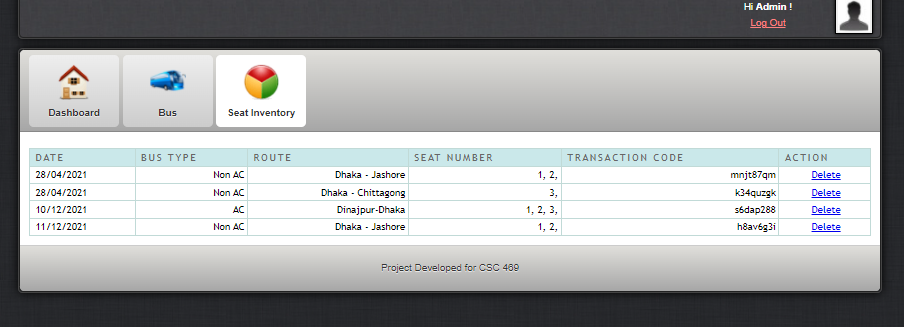 Hi Admin !
Log Out
Dashboard Bus Seat Inventory
DATE BUS TYPE ROUTE SEAT NUMBER TRANSACTION CODE ACTION
28/04/2021 Non AC Dhaka - Jashore 1, 2, mnjt87qm Delete
28/04/2021 Non AC Dhaka - Chittagong 3, k34quzgk Delete
10/12/2021 AC Dinajpur-Dhaka 1, 2, 3, s6dap288 Delete
11/12/2021 Non AC Dhaka - Jashore 1, 2, h8av6g3i Delete
Project Developed for CSC 469